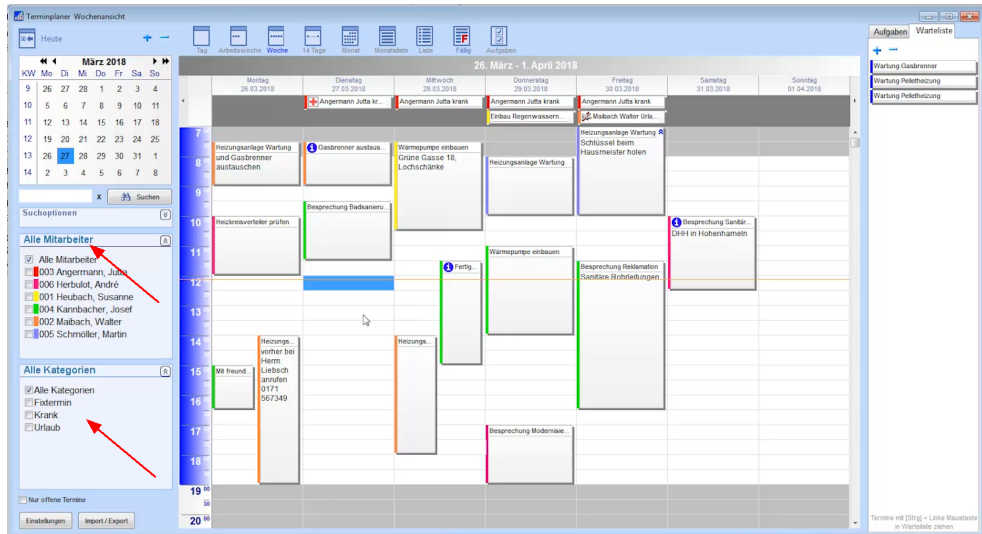 Terminplaner Wochenansicht
Heute
Tag Arbeitswoche Woche 14 Tage Monat Monatsliste Liste Fällig Aufgaben
Aufgaben Warteliste
Wartung Gasbrenner
Wartung Pelletheizung
Wartung Pelletheizung
März 2018
KW Mo Di Mi Do Fr Sa So
9 26 27 28 1 2 3 4
10 5 6 7 8 9 10 11
11 12 13 14 15 16 17 18
12 19 20 21 22 23 24 25
13 26 27 28 29 30 31 1
14 2 3 4 5 6 7 8
X Suchen
Suchoptionen
Alle Mitarbeiter
Alle Mitarbeiter
003 Angermann, Jutta
006 Herbulot, André
001 Heubach, Susanne
004 Kannbacher, Josef
002 Maibach, Walter
005 Schmöller, Martin
Alle Kategorien
Alle Kategorien
Fixtermin
Krank
Urlaub
Nur offene Termine
Einstellungen Import / Export
26. März - 1. April 2018
Montag Dienstag Mittwoch Donnerstag Freitag Samstag Sonntag
26.03.2018 27.03.2018 28.03.2018 29.03.2018 30.03.2018 31.03.2018 01.04.2018
Angermann Jutta kr... Angermann Jutta krank Angermann Jutta krank Angermann Jutta krank
Einbau Regenwassern... Maibach Walter Urla...
7
8
9
10
11
12
13
14
15
16
17
18
19 00
30
20 00
Heizungsanlage Wartung
und Gasbrenner
austauschen
Heizkreisverteiler prüfen
Mit freund...
Heizungs...
vorher bei
Herrn
Liebsch
anrufen
0171
567349
Gasbrenner austaus...
Besprechung Badsanieru...
Wärmepumpe einbauen
Grüne Gasse 18,
Lochschänke
Fertig...
Heizungs...
Heizungsanlage Wartung
Wärmepumpe einbauen
Besprechung Modernisie...
Heizungsanlage Wartung
Schlüssel beim
Hausmeister holen
Besprechung Reklamation
Sanitäre Rohrleitungen
Besprechung Sanitär...
DHH in Hohenhameln
Termine mit [Strg] + Linke Maustaste
in Warteliste ziehen